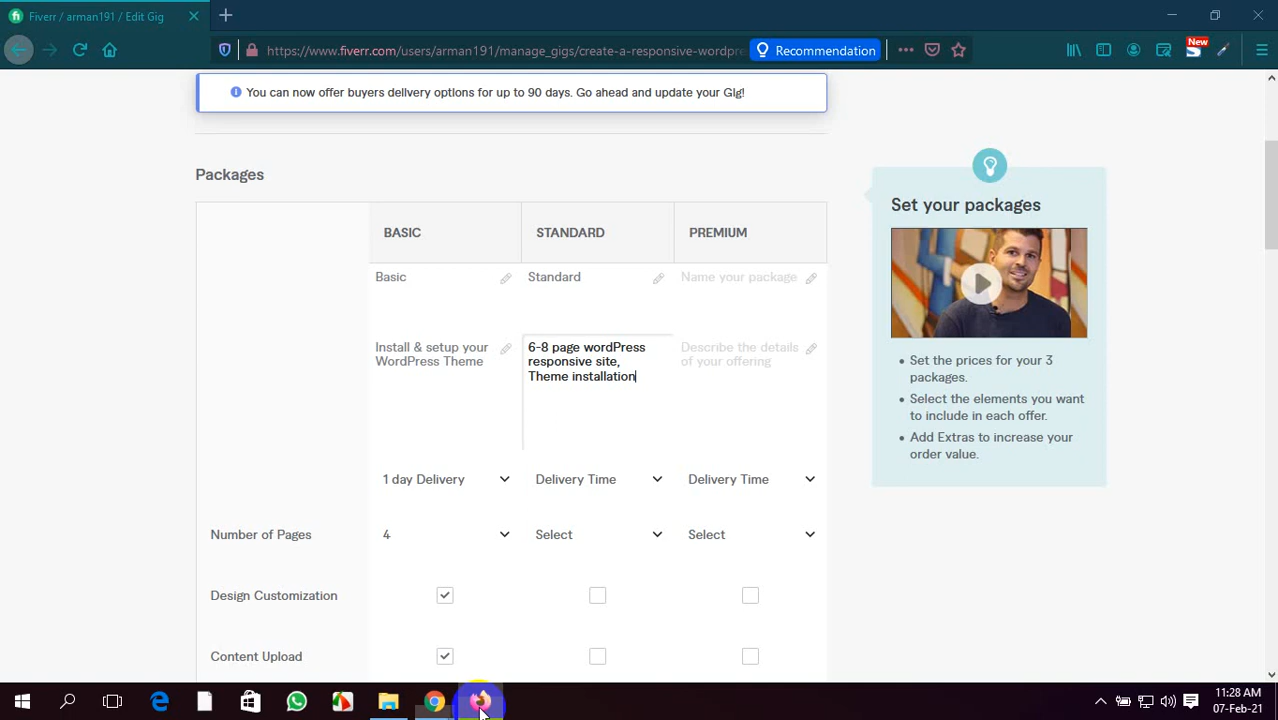 Fiverr / arman191 / Edit Gig
https://www.fiverr.com/users/arman191/manage_gigs/create-a-responsive-wordpr
Recommendation
New
You can now offer buyers delivery options for up to 90 days. Go ahead and update your Gig!
Packages
BASIC
STANDARD
PREMIUM
Basic
Standard
Name your package
Install & setup your
WordPress Theme
6-8 page wordPress
responsive site,
Theme installation
Describe the details
of your offering
1 day Delivery
Delivery Time
Delivery Time
Number of Pages
4
Select
Select
Design Customization
Content Upload
Set your packages
• Set the prices for your 3
packages.
• Select the elements you want
to include in each offer.
• Add Extras to increase your
order value.
11:28 AM
07-Feb-21